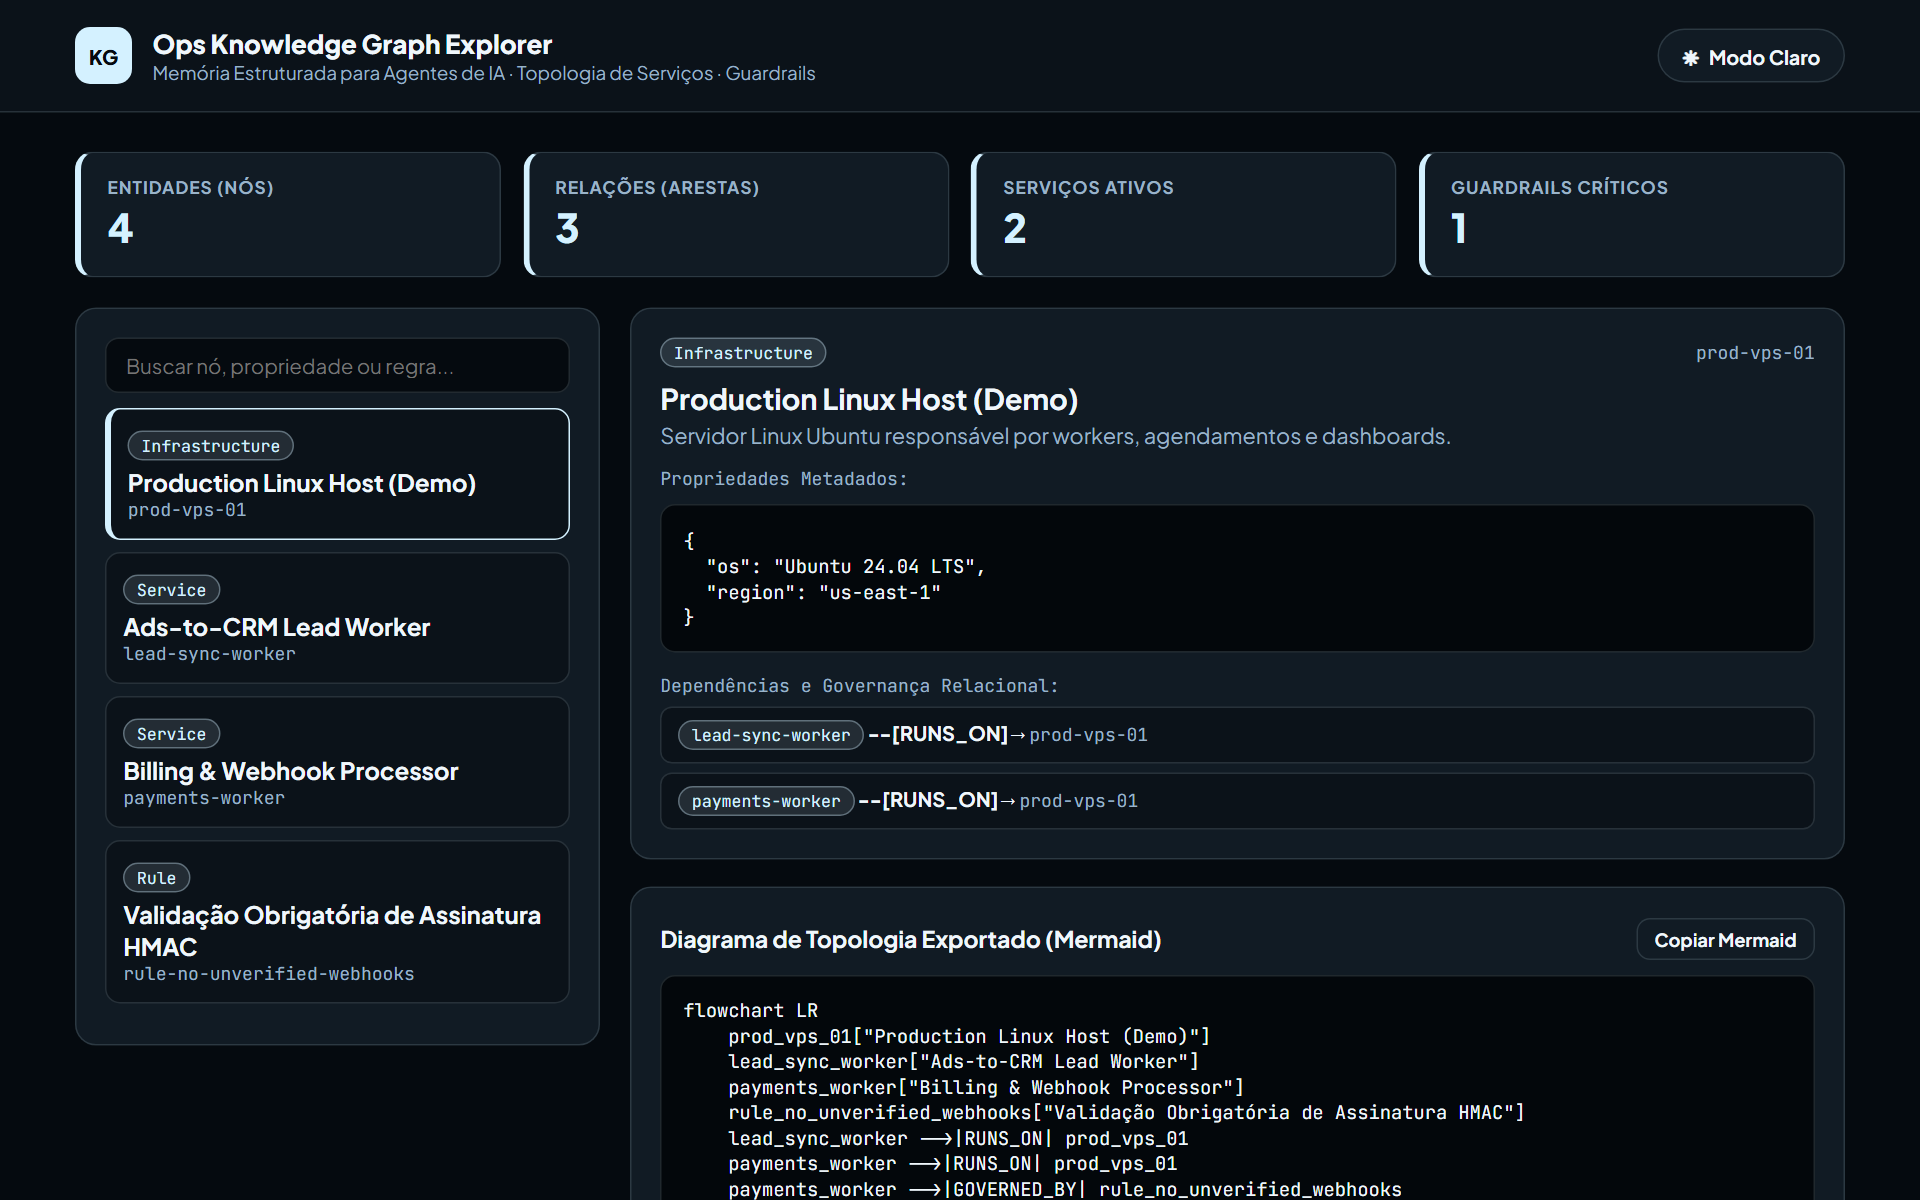 KG
Ops Knowledge Graph Explorer
Memória Estruturada para Agentes de IA · Topologia de Serviços · Guardrails
Modo Claro
ENTIDADES (NÓS)
4
RELAÇÕES (ARESTAS)
3
SERVIÇOS ATIVOS
2
GUARDRAILS CRÍTICOS
1
Buscar nó, propriedade ou regra...
Infrastructure
Production Linux Host (Demo)
prod-vps-01
Service
Ads-to-CRM Lead Worker
lead-sync-worker
Service
Billing & Webhook Processor
payments-worker
Rule
Validação Obrigatória de Assinatura
HMAC
rule-no-unverified-webhooks
Infrastructure
prod-vps-01
Production Linux Host (Demo)
Servidor Linux Ubuntu responsável por workers, agendamentos e dashboards.
Propriedades Metadados:
{
"os": "Ubuntu 24.04 LTS",
"region": "us-east-1"
}
Dependências e Governança Relacional:
lead-sync-worker --[RUNS_ON]→ prod-vps-01
payments-worker --[RUNS_ON]→ prod-vps-01
Diagrama de Topologia Exportado (Mermaid)
Copiar Mermaid
flowchart LR
prod_vps_01["Production Linux Host (Demo)"]
lead_sync_worker["Ads-to-CRM Lead Worker"]
payments_worker["Billing & Webhook Processor"]
rule_no_unverified_webhooks["Validação Obrigatória de Assinatura HMAC"]
lead_sync_worker -->|RUNS_ON| prod_vps_01
payments_worker -->|RUNS_ON| prod_vps_01
payments_worker -->|GOVERNED_BY| rule_no_unverified_webhooks